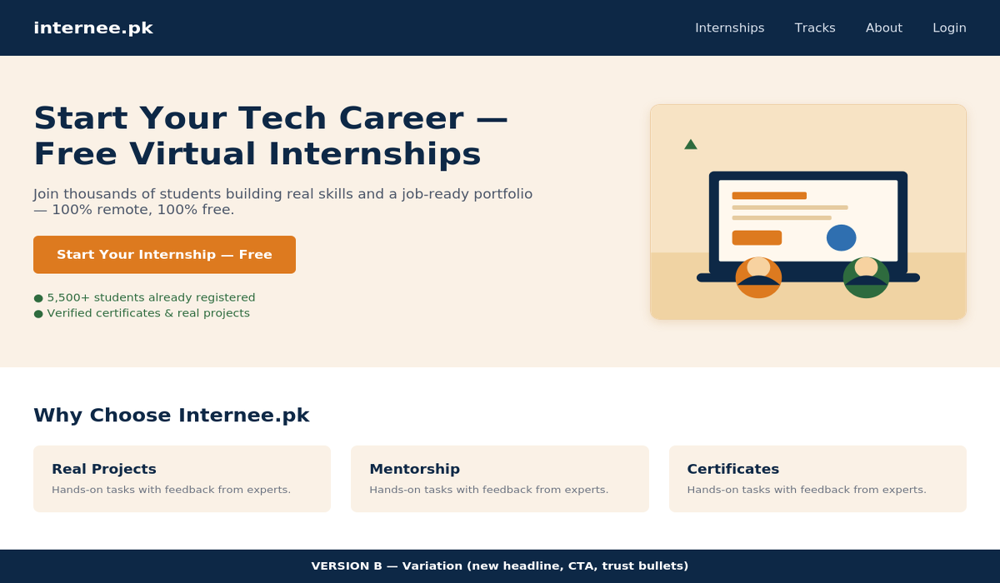 internee.pk
Internships Tracks About Login
Start Your Tech Career —
Free Virtual Internships
Join thousands of students building real skills and a job-ready portfolio
— 100% remote, 100% free.
Start Your Internship — Free
● 5,500+ students already registered
● Verified certificates & real projects
Why Choose Internee.pk
Real Projects
Hands-on tasks with feedback from experts.
Mentorship
Hands-on tasks with feedback from experts.
Certificates
Hands-on tasks with feedback from experts.
VERSION B — Variation (new headline, CTA, trust bullets)